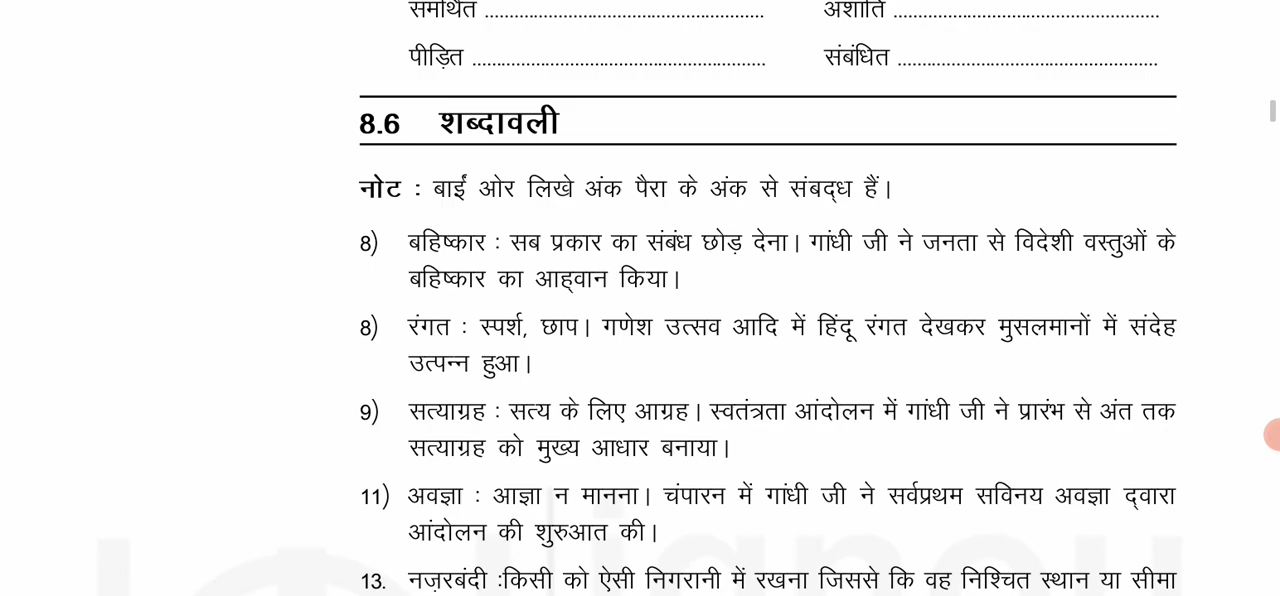 समर्थित ........................................................ अशांति ......................................................
पीड़ित ........................................................... संबंधित .....................................................
8.6 शब्दावली
नोट : बाईं ओर लिखे अंक पैरा के अंक से संबद्ध हैं।
8) बहिष्कार : सब प्रकार का संबंध छोड़ देना। गांधी जी ने जनता से विदेशी वस्तुओं के
बहिष्कार का आह्वान किया।
8) रंगत : स्पर्श, छाप। गणेश उत्सव आदि में हिंदू रंगत देखकर मुसलमानों में संदेह
उत्पन्न हुआ।
9) सत्याग्रह : सत्य के लिए आग्रह। स्वतंत्रता आंदोलन में गांधी जी ने प्रारंभ से अंत तक
सत्याग्रह को मुख्य आधार बनाया।
11) अवज्ञा : आज्ञा न मानना। चंपारन में गांधी जी ने सर्वप्रथम सविनय अवज्ञा द्वारा
आंदोलन की शुरुआत की।
13. नज़रबंदी :किसी को ऐसी निगरानी में रखना जिससे कि वह निश्चित स्थान या सीमा